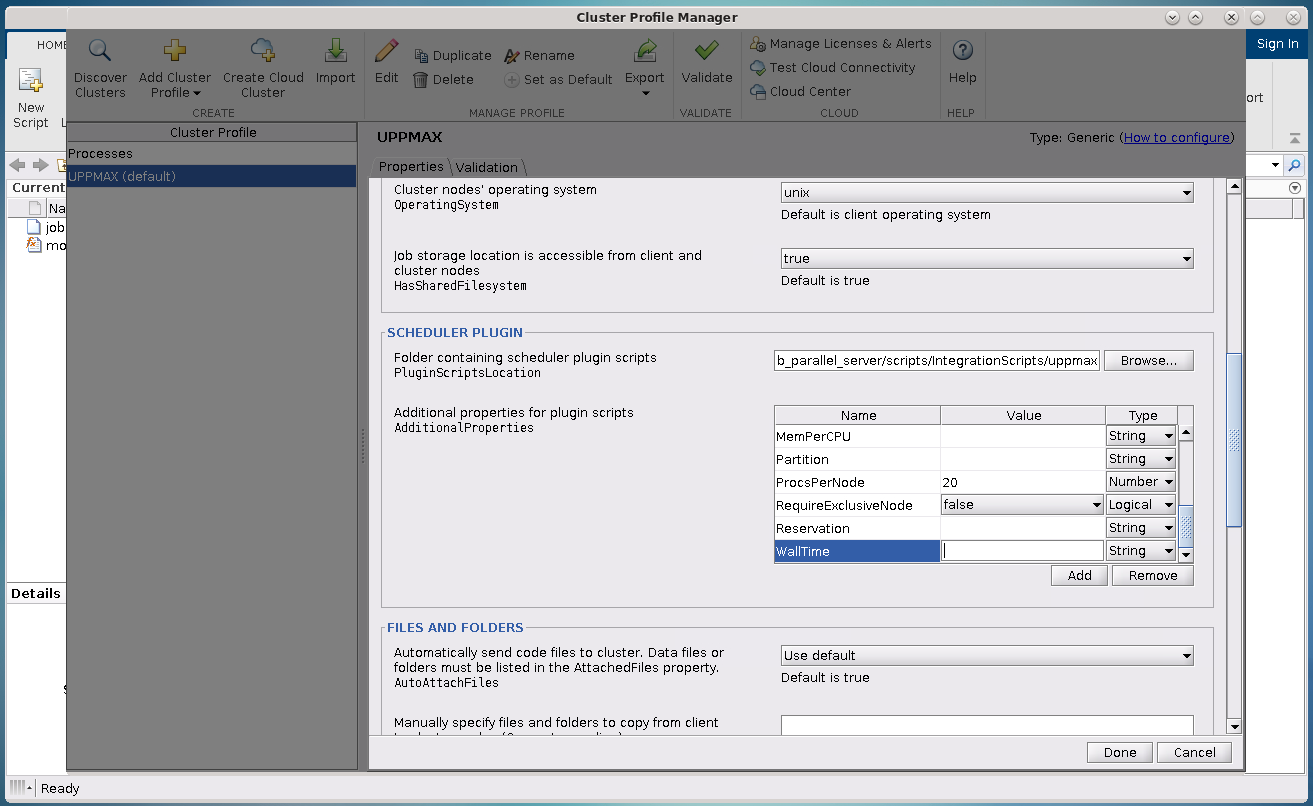 Cluster Profile Manager
HOME
Sign In
Discover Clusters
Add Cluster Profile
Create Cloud Cluster
Import
CREATE
Edit
Duplicate
Delete
Rename
Set as Default
Export
MANAGE PROFILE
Validate
VALIDATE
Manage Licenses & Alerts
Test Cloud Connectivity
Cloud Center
CLOUD
Help
HELP
New Script
ort
Cluster Profile
Processes
UPPMAX (default)
Current
Na
job
mo
Details
UPPMAX
Type: Generic (How to configure)
Properties
Validation
Cluster nodes' operating system
OperatingSystem
unix
Default is client operating system
Job storage location is accessible from client and
cluster nodes
HasSharedFilesystem
true
Default is true
SCHEDULER PLUGIN
Folder containing scheduler plugin scripts
PluginScriptsLocation
b_parallel_server/scripts/IntegrationScripts/uppmax
Browse...
Additional properties for plugin scripts
AdditionalProperties
Name Value Type
MemPerCPU String
Partition String
ProcsPerNode 20 Number
RequireExclusiveNode false Logical
Reservation String
WallTime String
Add
Remove
FILES AND FOLDERS
Automatically send code files to cluster. Data files or
folders must be listed in the AttachedFiles property.
AutoAttachFiles
Use default
Default is true
Manually specify files and folders to copy from client
Done
Cancel
Ready